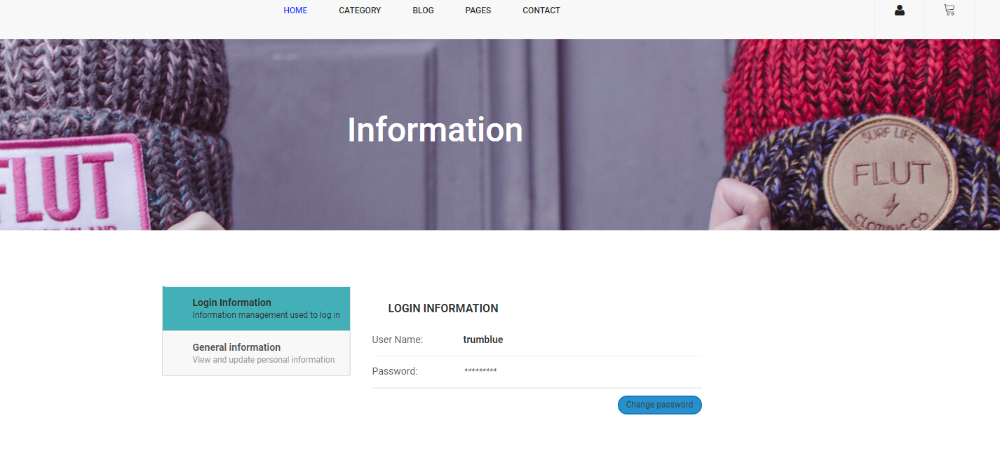 HOME CATEGORY BLOG PAGES CONTACT
Information
FLUT
SURF LIFE
FLUT
CLOTHING CO
Login Information
Information management used to log in
General information
View and update personal information
LOGIN INFORMATION
User Name: trumblue
Password: *********
Change password